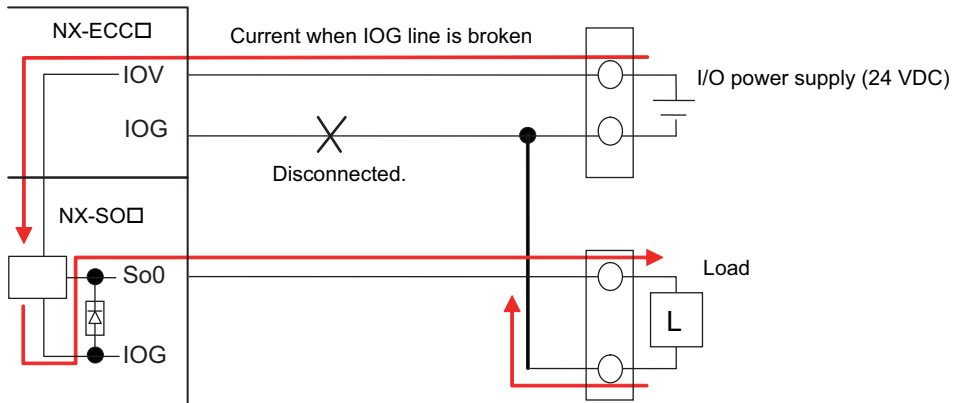 NX-ECC□
Current when IOG line is broken
IOV
I/O power supply (24 VDC)
IOG
Disconnected.
NX-SO□
So0
Load
L
IOG